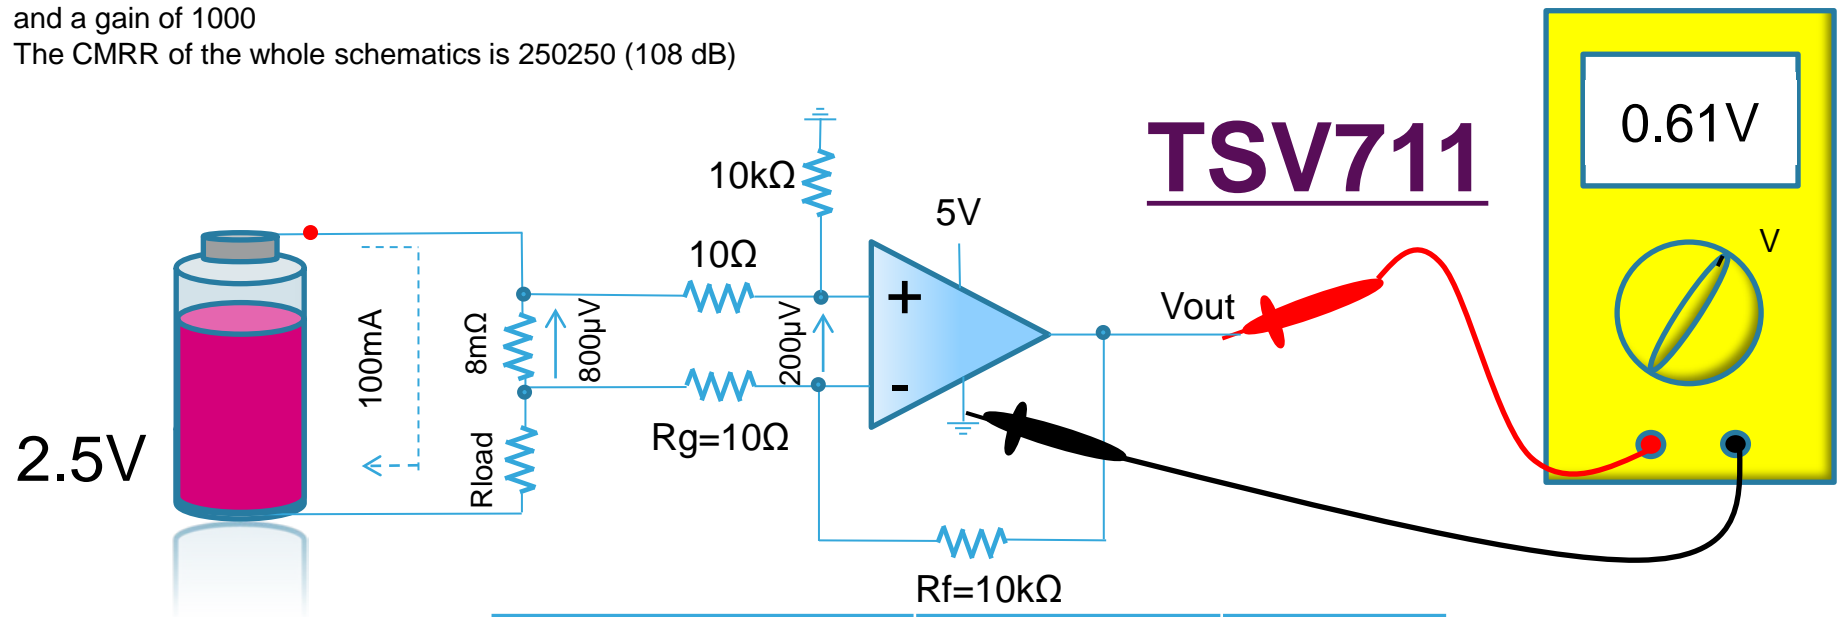 and a gain of 1000
The CMRR of the whole schematics is 250250 (108 dB)
TSV711
0.61V
10kΩ
5V
V
10Ω
Vout
100mA
8mΩ
800µV
200µV
+
-
2.5V
Rload
Rg=10Ω
Rf=10kΩ